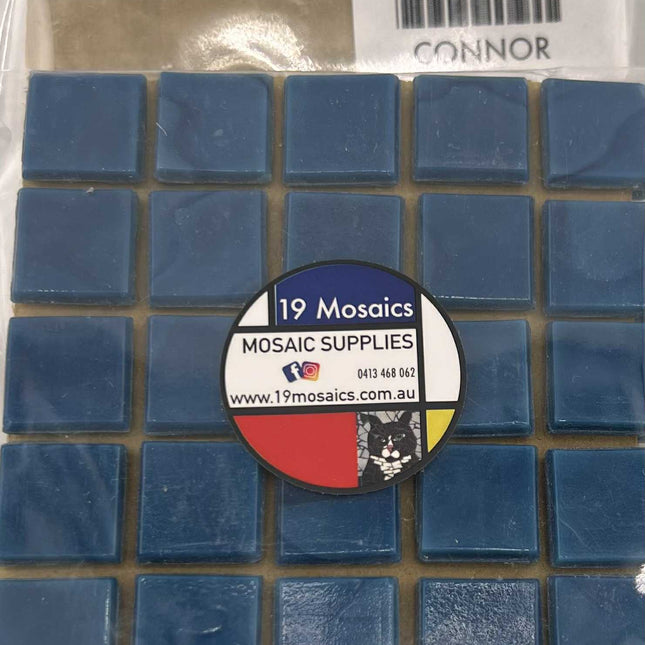 CONNOR
19 Mosaics
MOSAIC SUPPLIES
0413 468 062
www.19mosaics.com.au